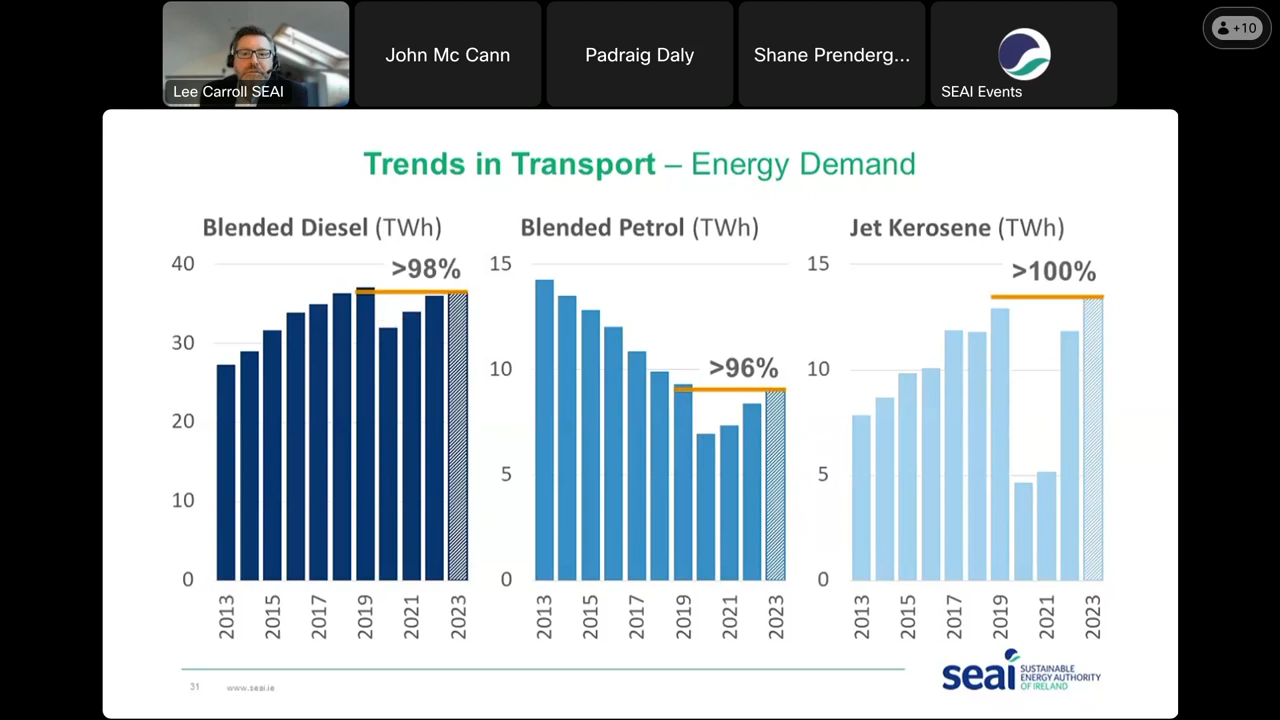 John Mc Cann
Padraig Daly
Shane Prenderg...
+10
Lee Carroll SEAI
SEAI Events
Trends in Transport – Energy Demand
Blended Diesel (TWh)
40
>98%
30
20
10
0
2013
2015
2017
2019
2021
2023
Blended Petrol (TWh)
15
10
>96%
5
0
2013
2015
2017
2019
2021
2023
Jet Kerosene (TWh)
15
>100%
10
5
0
2013
2015
2017
2019
2021
2023
31
www.seai.ie
seai
SUSTAINABLE
ENERGY AUTHORITY
OF IRELAND